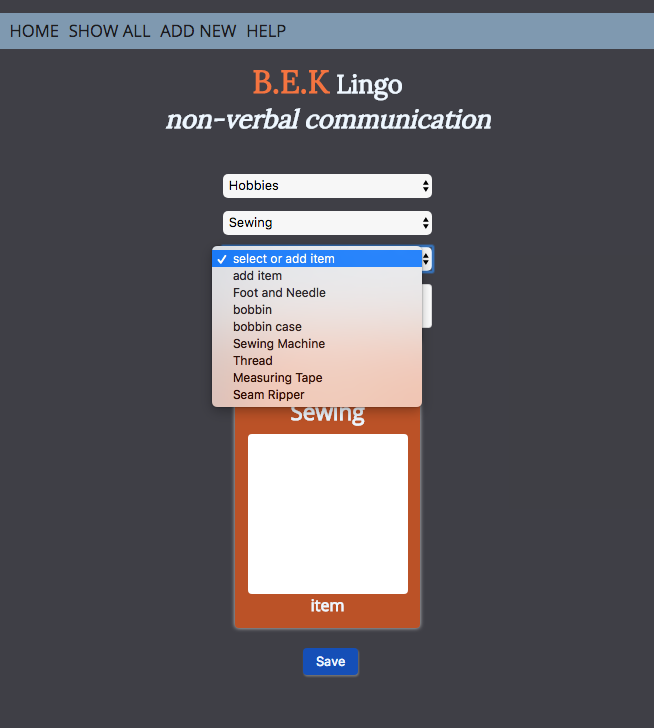 HOME SHOW ALL ADD NEW HELP
B.E.K Lingo
non-verbal communication
Hobbies
Sewing
select or add item
add item
Foot and Needle
bobbin
bobbin case
Sewing Machine
Thread
Measuring Tape
Seam Ripper
Sewing
item
Save